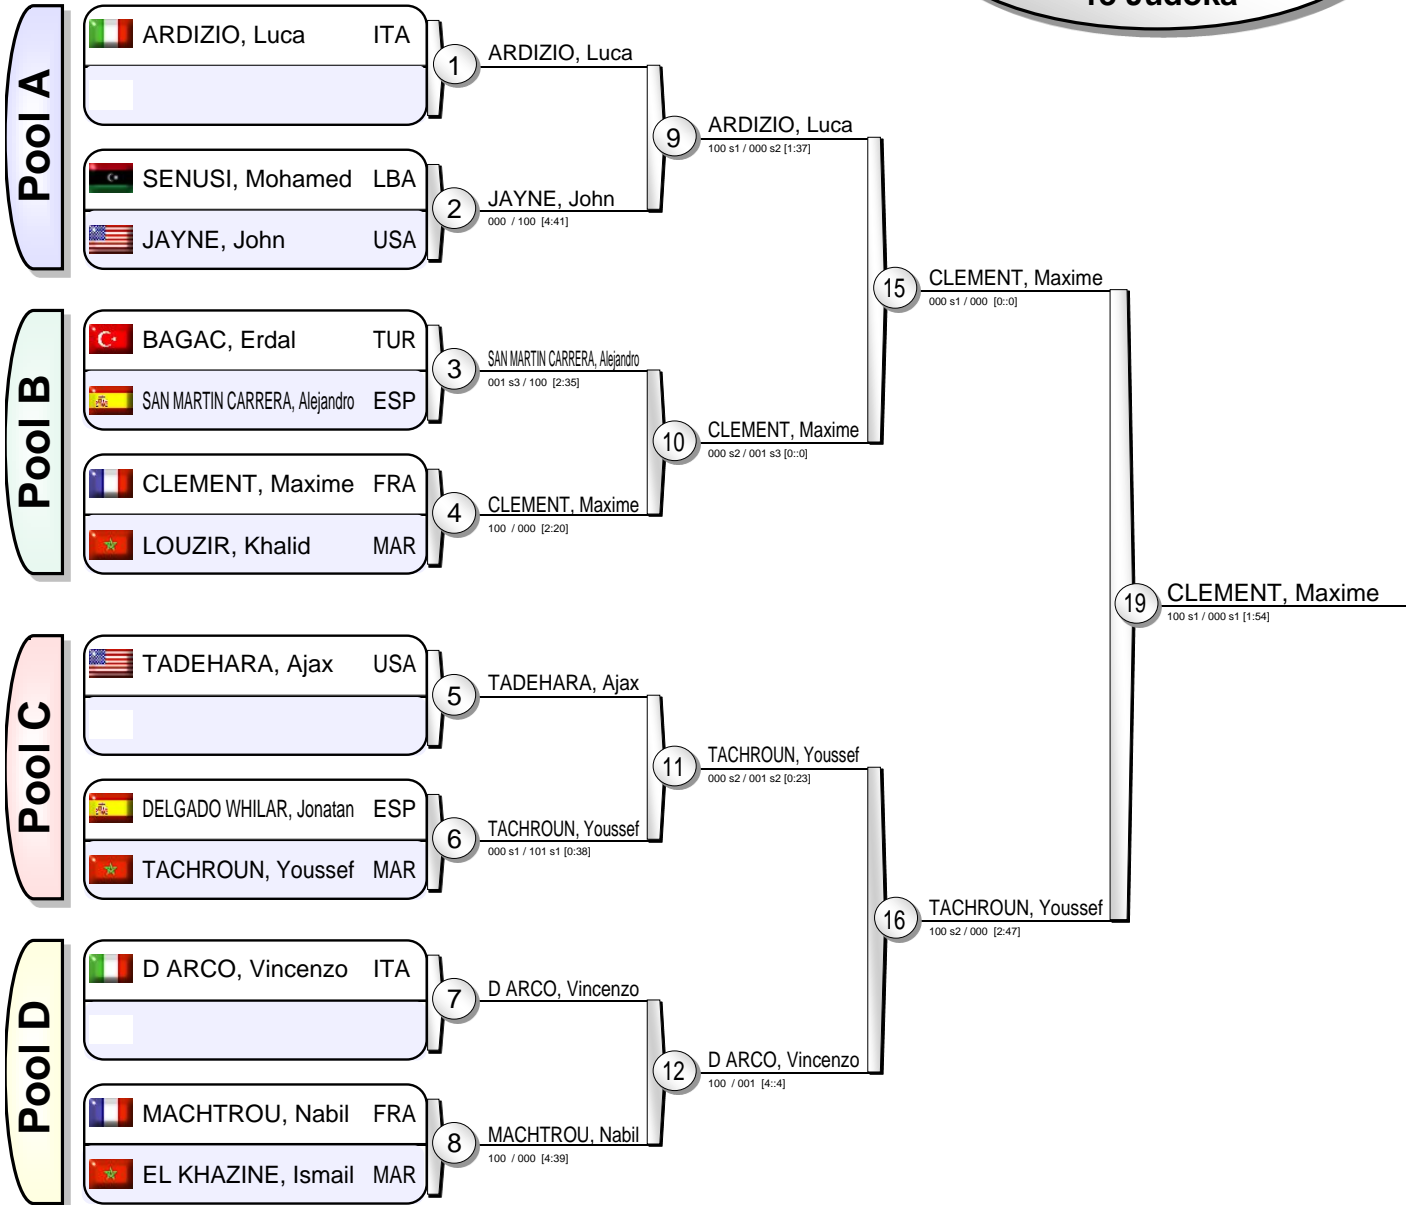 13 Judoka
Pool A
ARDIZIO, Luca ITA
SENUSI, Mohamed LBA
JAYNE, John USA
Pool B
BAGAC, Erdal TUR
SAN MARTIN CARRERA, Alejandro ESP
CLEMENT, Maxime FRA
LOUZIR, Khalid MAR
Pool C
TADEHARA, Ajax USA
DELGADO WHILAR, Jonatan ESP
TACHROUN, Youssef MAR
Pool D
D ARCO, Vincenzo ITA
MACHTROU, Nabil FRA
EL KHAZINE, Ismail MAR
1
ARDIZIO, Luca
2
JAYNE, John
000 / 100 [4:41]
3
SAN MARTIN CARRERA, Alejandro
001 s3 / 100 [2:35]
4
CLEMENT, Maxime
100 / 000 [2:20]
5
TADEHARA, Ajax
6
TACHROUN, Youssef
000 s1 / 101 s1 [0:38]
7
D ARCO, Vincenzo
8
MACHTROU, Nabil
100 / 000 [4:39]
9
ARDIZIO, Luca
100 s1 / 000 s2 [1:37]
10
CLEMENT, Maxime
000 s2 / 001 s3 [0::0]
11
TACHROUN, Youssef
000 s2 / 001 s2 [0:23]
12
D ARCO, Vincenzo
100 / 001 [4::4]
15
CLEMENT, Maxime
000 s1 / 000 [0::0]
16
TACHROUN, Youssef
100 s2 / 000 [2:47]
19
CLEMENT, Maxime
100 s1 / 000 s1 [1:54]